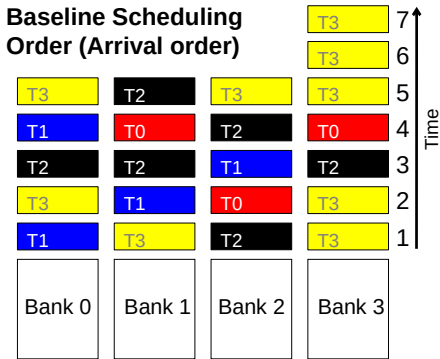 Baseline Scheduling
Order (Arrival order)
7
T3
6
T3
T3 T2 T3 T3 5
T1 T0 T2 T0 4
T2 T2 T1 T2 3
T3 T1 T0 T3 2
T1 T3 T2 T3 1
Time
Bank 0 Bank 1 Bank 2 Bank 3